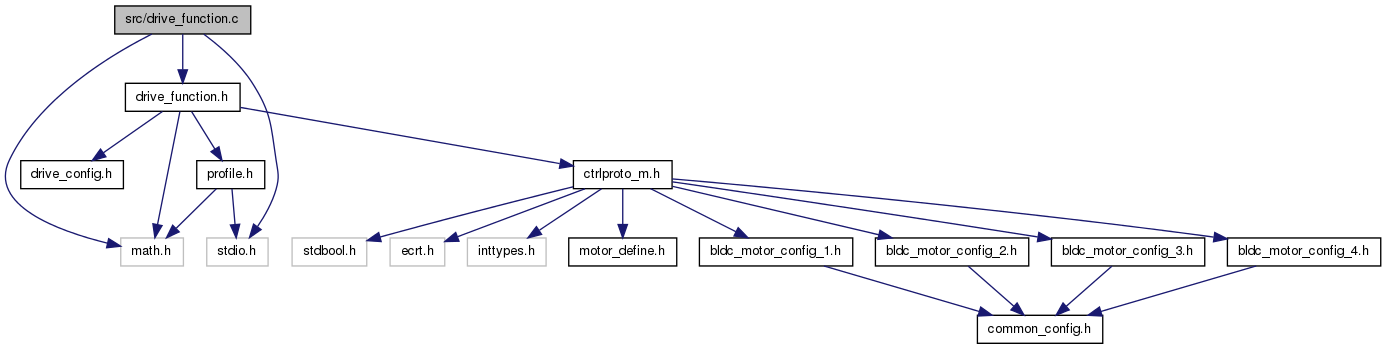 src/drive_function.c
drive_function.h
drive_config.h
profile.h
ctrlproto_m.h
math.h
stdio.h
stdbool.h
ecrt.h
inttypes.h
motor_define.h
bldc_motor_config_1.h
bldc_motor_config_2.h
bldc_motor_config_3.h
bldc_motor_config_4.h
common_config.h